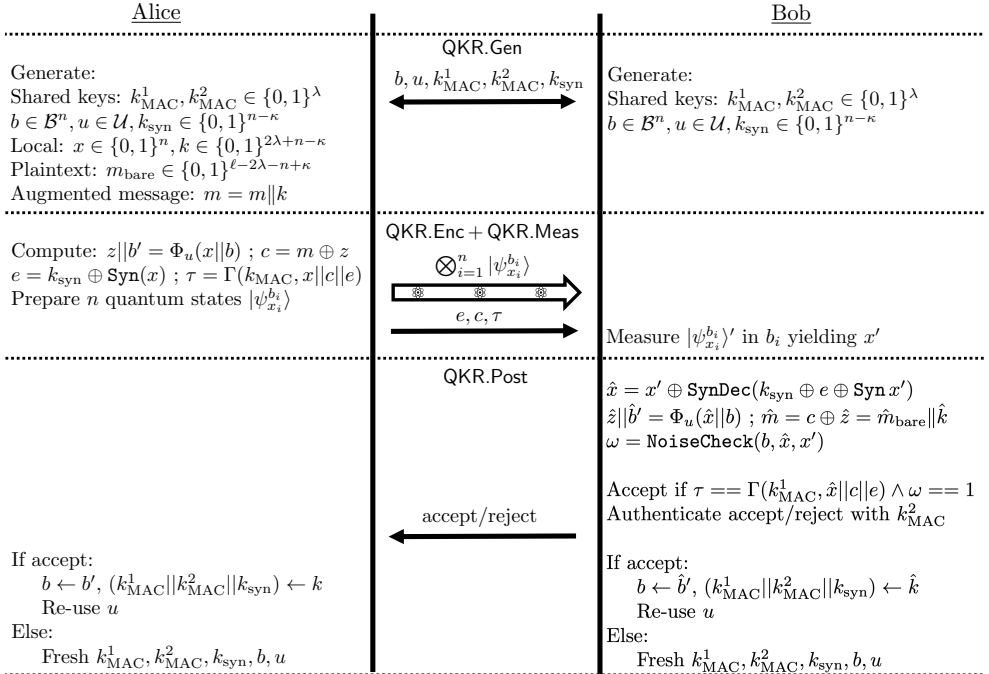 Alice
Bob
QKR.Gen
b, u, k^1_MAC, k^2_MAC, k_syn
Generate:
Shared keys: k^1_MAC, k^2_MAC ∈ {0, 1}^λ
b ∈ 𝓑^n, u ∈ 𝓤, k_syn ∈ {0, 1}^{n−κ}
Local: x ∈ {0, 1}^n, k ∈ {0, 1}^{2λ+n−κ}
Plaintext: m_bare ∈ {0, 1}^{ℓ−2λ−n+κ}
Augmented message: m = m‖k
Generate:
Shared keys: k^1_MAC, k^2_MAC ∈ {0, 1}^λ
b ∈ 𝓑^n, u ∈ 𝓤, k_syn ∈ {0, 1}^{n−κ}
Compute: z||b′ = Φ_u(x||b) ; c = m ⊕ z
e = k_syn ⊕ Syn(x) ; τ = Γ(k_MAC, x||c||e)
Prepare n quantum states |ψ^{b_i}_{x_i}⟩
QKR.Enc + QKR.Meas
⊗^n_{i=1} |ψ^{b_i}_{x_i}⟩
e, c, τ
Measure |ψ^{b_i}_{x_i}⟩′ in b_i yielding x′
QKR.Post
x̂ = x′ ⊕ SynDec(k_syn ⊕ e ⊕ Syn x′)
ẑ||b̂′ = Φ_u(x̂||b) ; m̂ = c ⊕ ẑ = m̂_bare‖k̂
ω = NoiseCheck(b, x̂, x′)
Accept if τ == Γ(k^1_MAC, x̂||c||e) ∧ ω == 1
Authenticate accept/reject with k^2_MAC
accept/reject
If accept:
b ← b′, (k^1_MAC||k^2_MAC||k_syn) ← k
Re-use u
Else:
Fresh k^1_MAC, k^2_MAC, k_syn, b, u
If accept:
b ← b̂′, (k^1_MAC||k^2_MAC||k_syn) ← k̂
Re-use u
Else:
Fresh k^1_MAC, k^2_MAC, k_syn, b, u